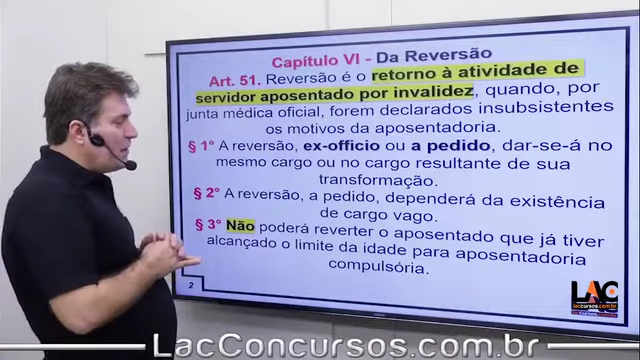 Capítulo VI - Da Reversão
Art. 51. Reversão é o retorno à atividade de
servidor aposentado por invalidez, quando, por
junta médica oficial, forem declarados insubsistentes
os motivos da aposentadoria.
§ 1° A reversão, ex-officio ou a pedido, dar-se-á no
mesmo cargo ou no cargo resultante de sua
transformação.
§ 2° A reversão, a pedido, dependerá da existência
de cargo vago.
§ 3° Não poderá reverter o aposentado que já tiver
alcançado o limite da idade para aposentadoria
compulsória.
2
LAC
laccursos.com.br
LacConcursos.com.br